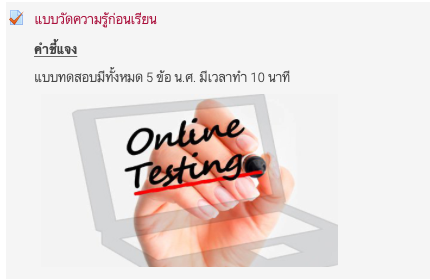 แบบวัดความรู้ก่อนเรียน
คำชี้แจง
แบบทดสอบมีทั้งหมด 5 ข้อ น.ศ. มีเวลาทำ 10 นาที
Online
Testing